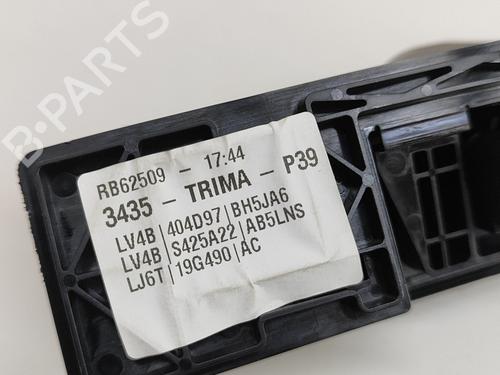 B-PARTS
RB62509 - 17:44
3435 - TRIMA - P39
LV4B | 404D97 | BH5JA6
LV4B | S425A22 | AB5LNS
LJ6T | 19G490 | AC